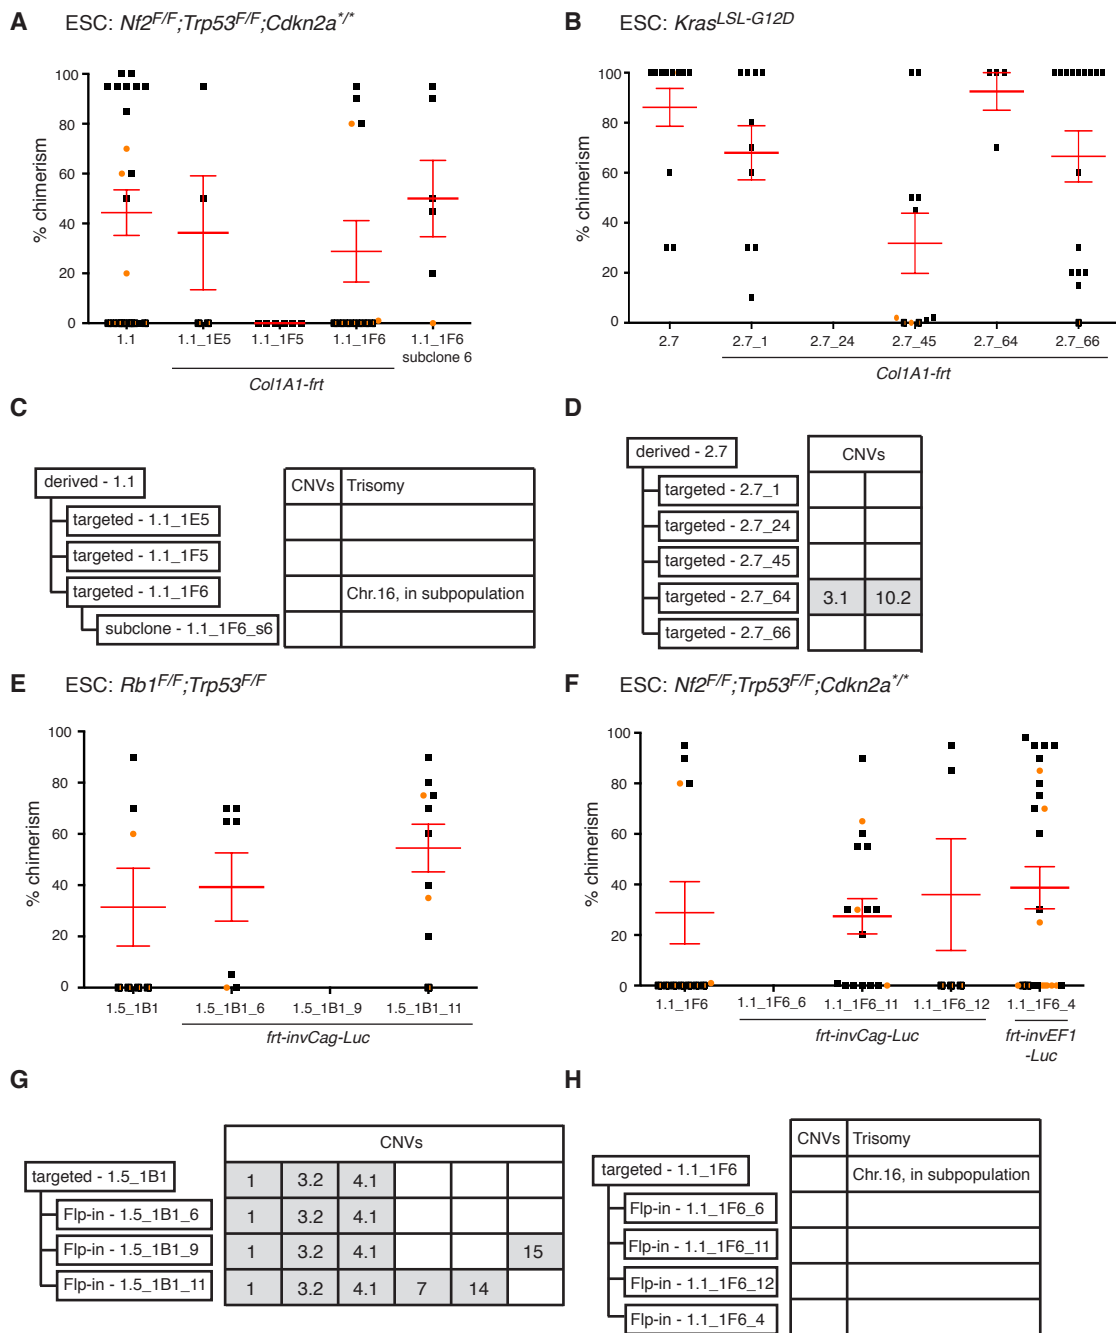 A ESC: Nf2F/F;Trp53F/F;Cdkn2a*/*
% chimerism
100
80
60
40
20
0
1.1 1.1_1E5 1.1_1F5 1.1_1F6 1.1_1F6
subclone 6
Col1A1-frt
B ESC: KrasLSL-G12D
% chimerism
100
80
60
40
20
0
2.7 2.7_1 2.7_24 2.7_45 2.7_64 2.7_66
Col1A1-frt
C
derived - 1.1
targeted - 1.1_1E5
targeted - 1.1_1F5
targeted - 1.1_1F6
subclone - 1.1_1F6_s6
CNVs Trisomy
Chr.16, in subpopulation
D
derived - 2.7
targeted - 2.7_1
targeted - 2.7_24
targeted - 2.7_45
targeted - 2.7_64
targeted - 2.7_66
CNVs
3.1 10.2
E ESC: Rb1F/F;Trp53F/F
% chimerism
100
80
60
40
20
0
1.5_1B1 1.5_1B1_6 1.5_1B1_9 1.5_1B1_11
frt-invCag-Luc
F ESC: Nf2F/F;Trp53F/F;Cdkn2a*/*
% chimerism
100
80
60
40
20
0
1.1_1F6 1.1_1F6_6 1.1_1F6_11 1.1_1F6_12 1.1_1F6_4
frt-invCag-Luc frt-invEF1
-Luc
G
targeted - 1.5_1B1
Flp-in - 1.5_1B1_6
Flp-in - 1.5_1B1_9
Flp-in - 1.5_1B1_11
CNVs
1 3.2 4.1
1 3.2 4.1
1 3.2 4.1 15
1 3.2 4.1 7 14
H
targeted - 1.1_1F6
Flp-in - 1.1_1F6_6
Flp-in - 1.1_1F6_11
Flp-in - 1.1_1F6_12
Flp-in - 1.1_1F6_4
CNVs Trisomy
Chr.16, in subpopulation